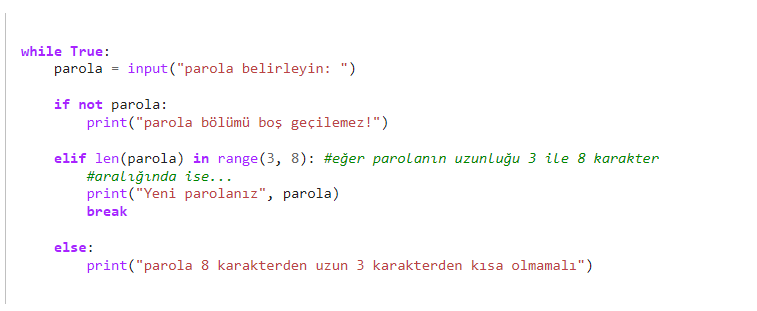 while True:
    parola = input("parola belirleyin: ")
    if not parola:
        print("parola bölümü boş geçilemez!")
    elif len(parola) in range(3, 8): #eğer parolanın uzunluğu 3 ile 8 karakter
        #aralığında ise...
        print("Yeni parolanız", parola)
        break
    else:
        print("parola 8 karakterden uzun 3 karakterden kısa olmamalı")